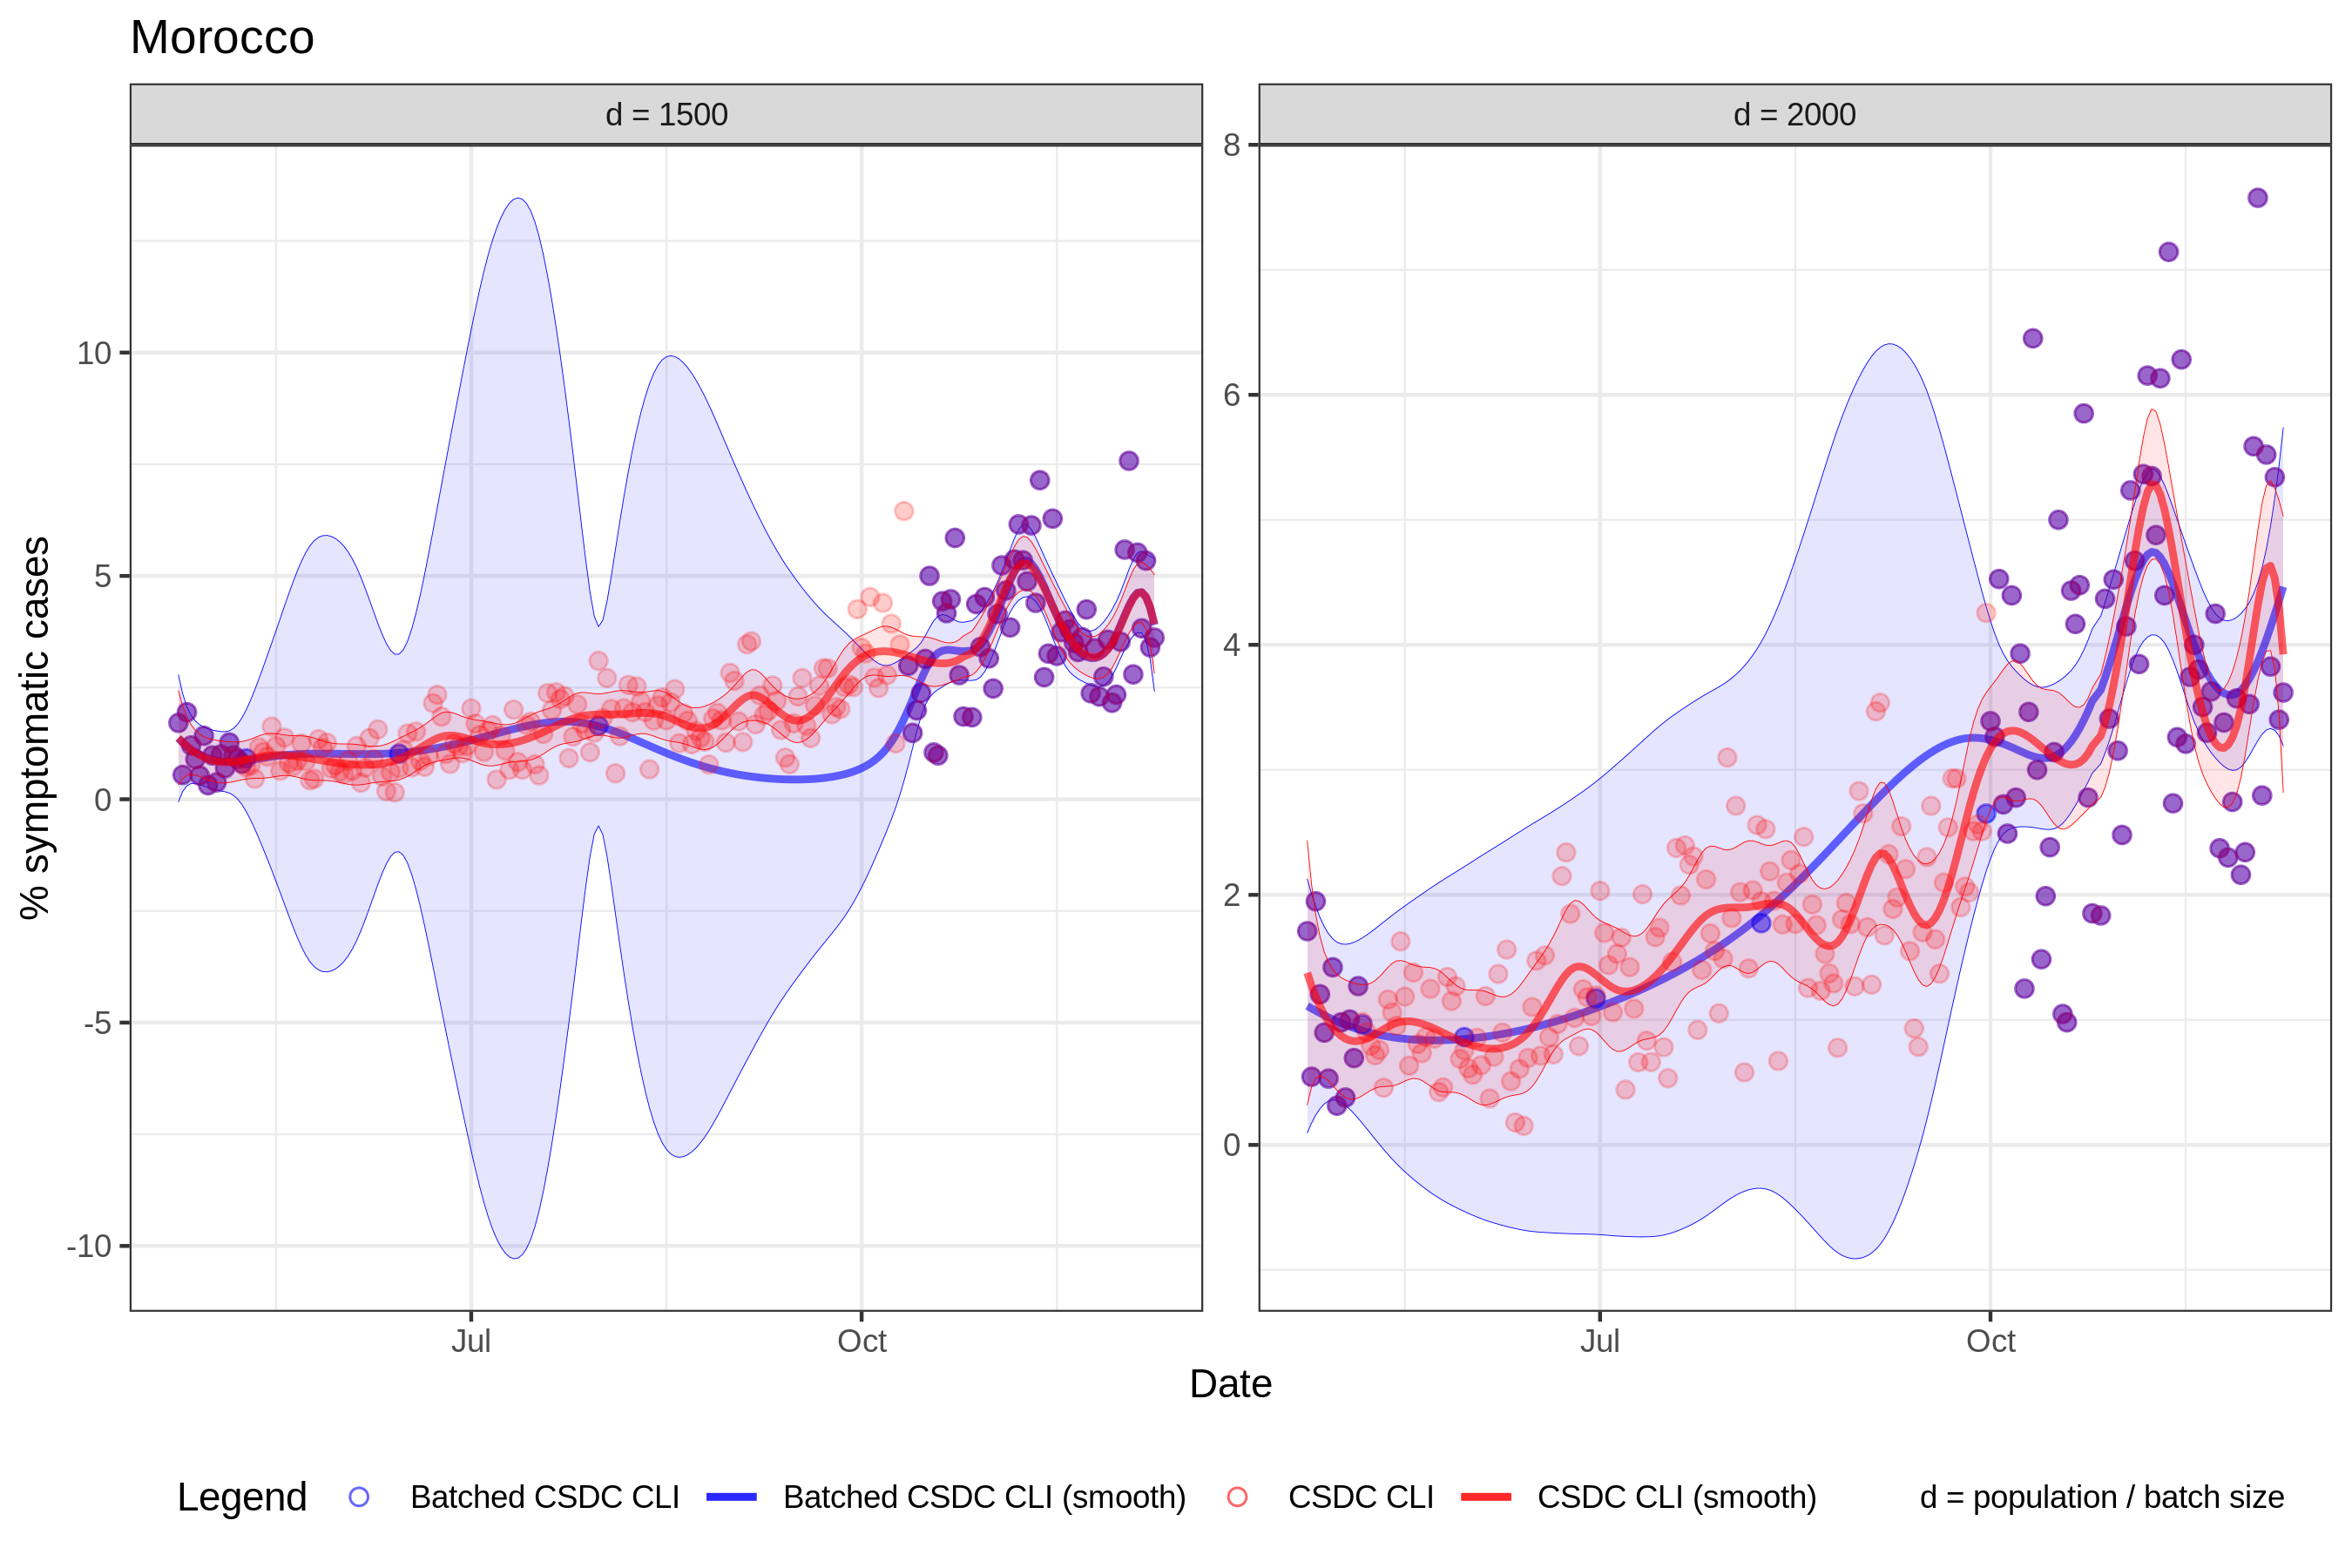 Morocco
d = 1500
d = 2000
% symptomatic cases
10
5
0
-5
-10
8
6
4
2
0
Jul
Oct
Jul
Oct
Date
Legend
Batched CSDC CLI
Batched CSDC CLI (smooth)
CSDC CLI
CSDC CLI (smooth)
d = population / batch size